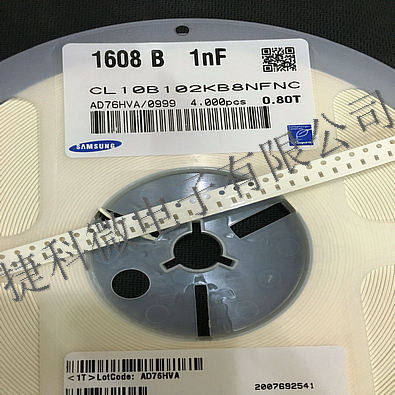 1608 B 1nF
CL10B102KB8NFNC
AD76HVA/0999 4,000pcs 0.80T
SAMSUNG
捷科微电子有限公司
<1T>LotCode: AD76HVA
2007692541